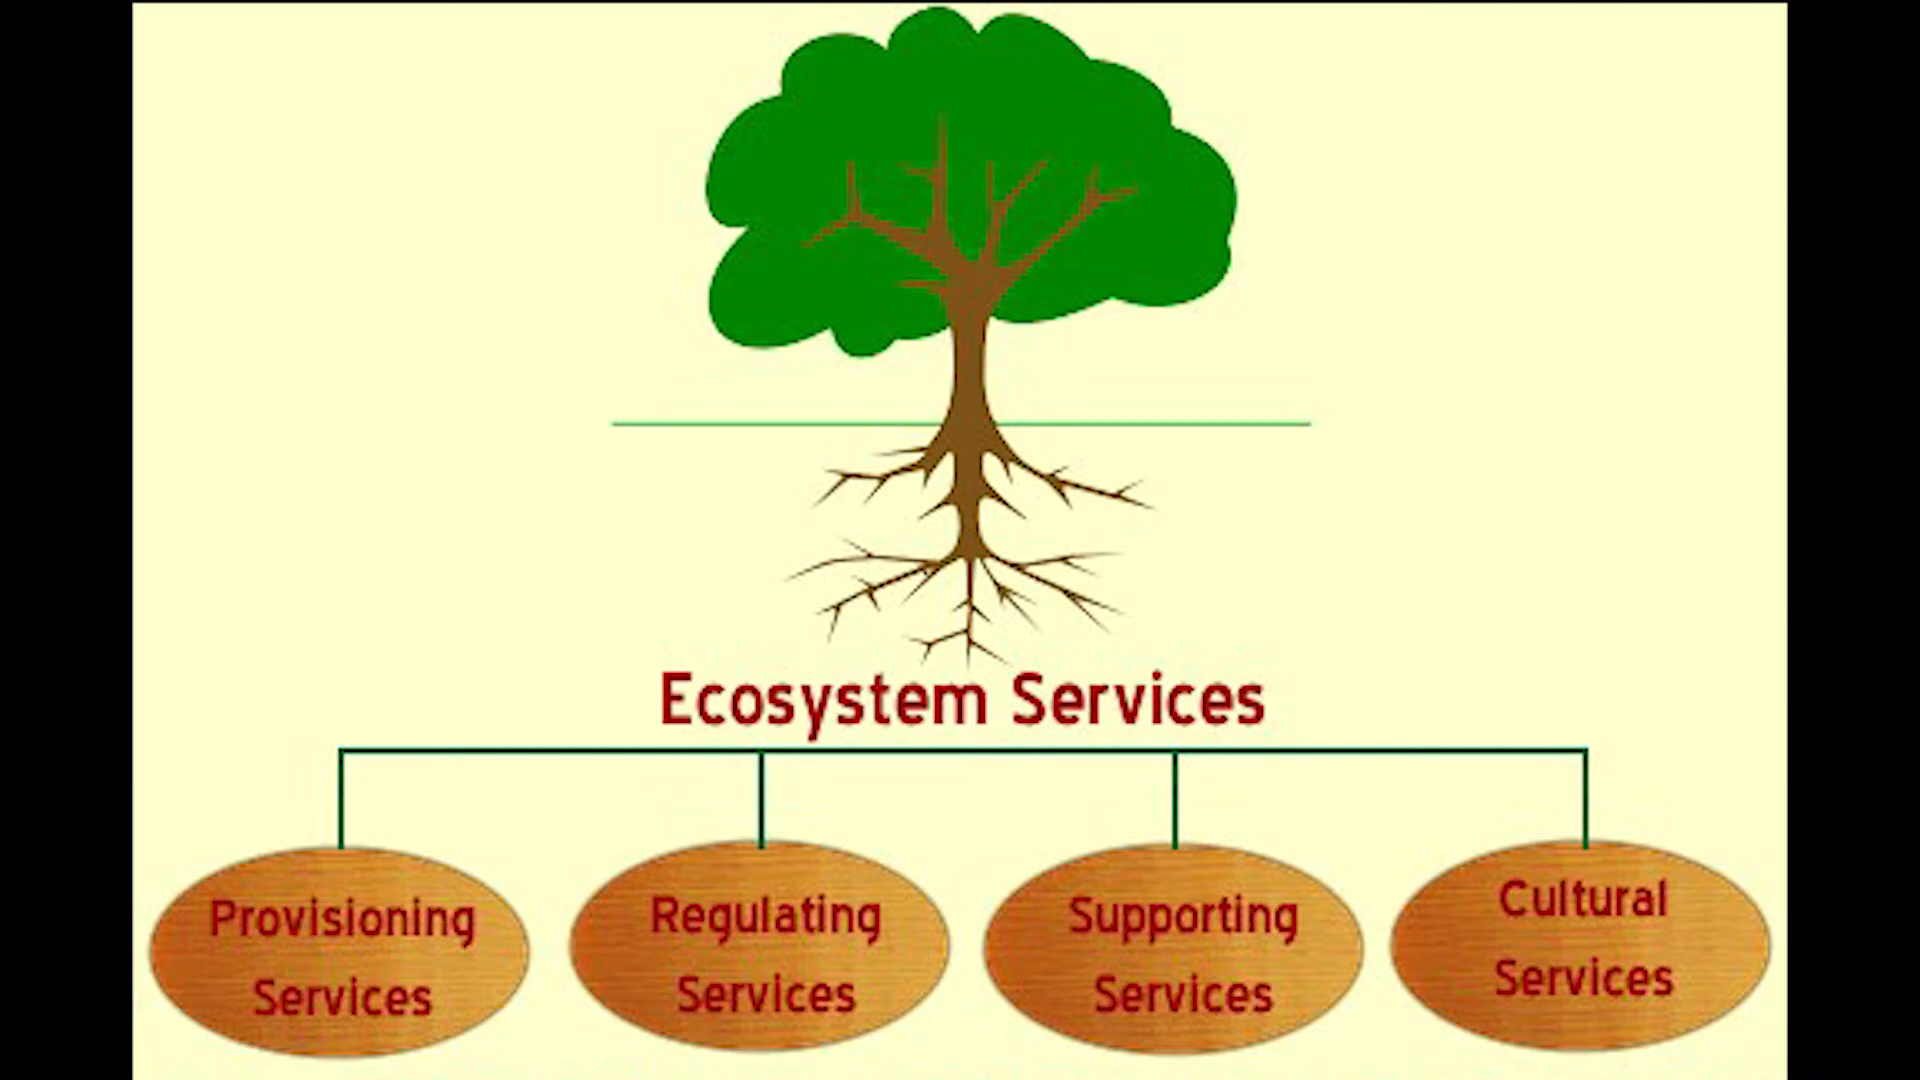 Ecosystem Services
Provisioning
Services
Regulating
Services
Supporting
Services
Cultural
Services